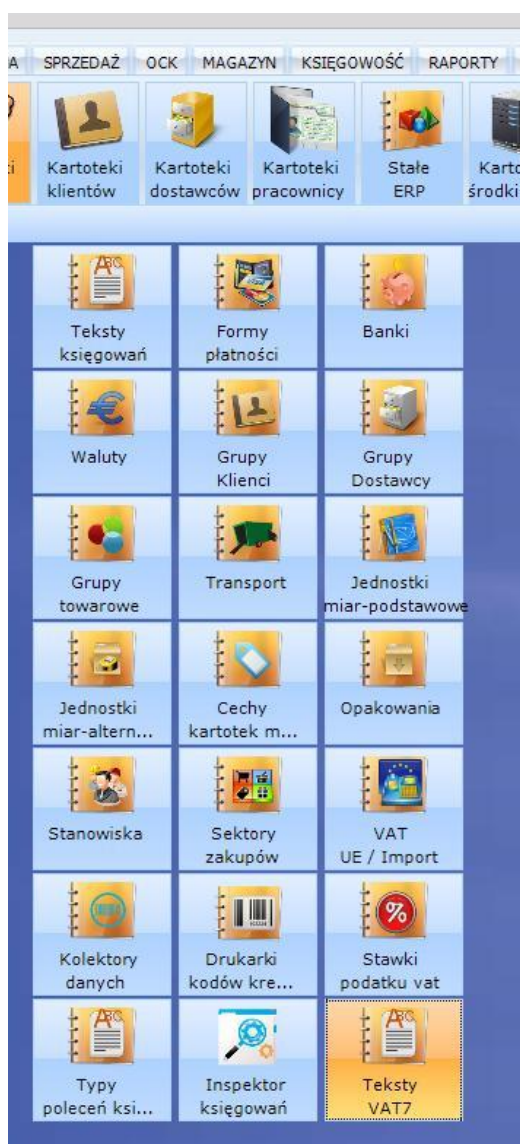 A SPRZEDAŻ OCK MAGAZYN KSIĘGOWOŚĆ RAPORTY
ci Kartoteki Kartoteki Kartoteki Stałe Karto
klientów dostawców pracownicy ERP środki
Teksty Formy Banki
księgowań płatności
Waluty Grupy Grupy
Klienci Dostawcy
Grupy Transport Jednostki
towarowe miar-podstawowe
Jednostki Cechy Opakowania
miar-altern... kartotek m...
Stanowiska Sektory VAT
zakupów UE / Import
Kolektory Drukarki Stawki
danych kodów kre... podatku vat
Typy Inspektor Teksty
poleceń ksi... księgowań VAT7